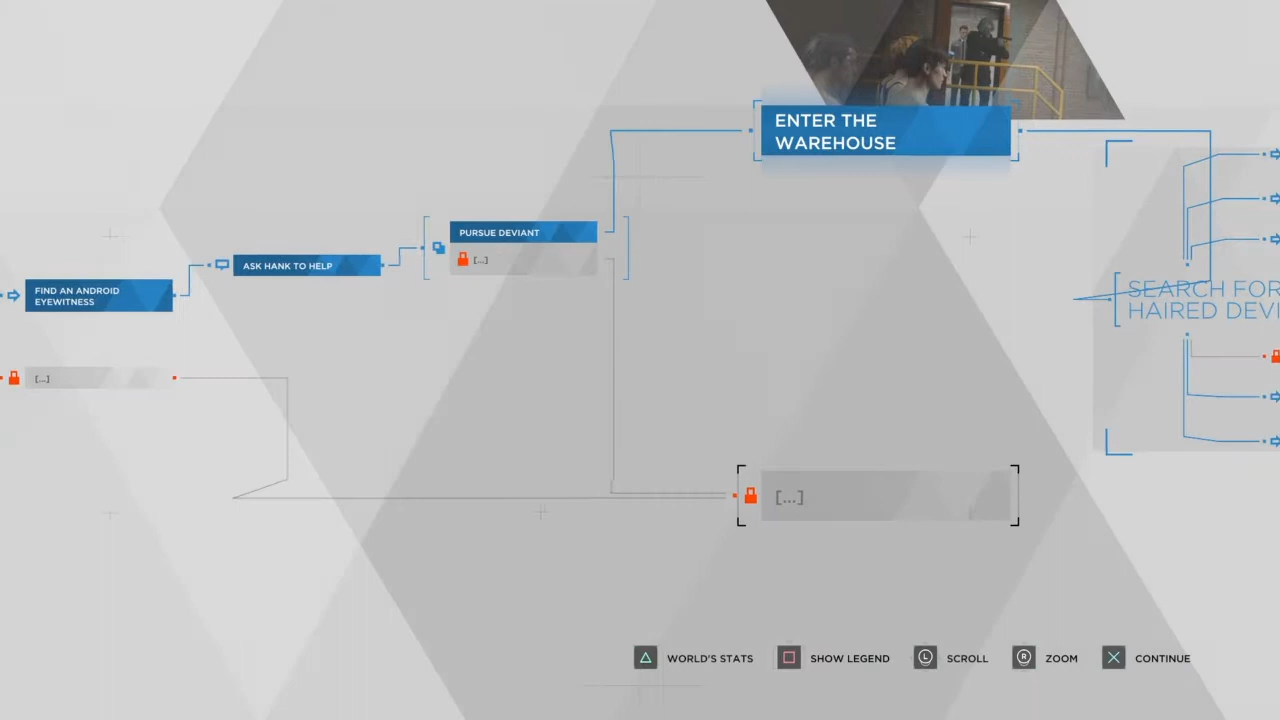 ENTER THE
WAREHOUSE
PURSUE DEVIANT
[...]
ASK HANK TO HELP
FIND AN ANDROID
EYEWITNESS
SEARCH FOR
HAIRED DEVI
[...]
[...]
WORLD'S STATS
SHOW LEGEND
L
SCROLL
R
ZOOM
CONTINUE